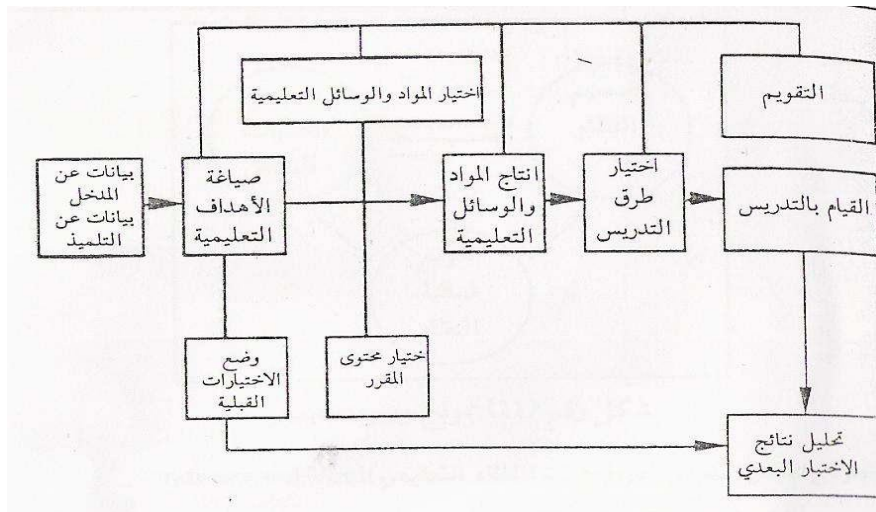 اختيار المواد والوسائل التعليمية
التقويم
بيانات عن
المدخل
بيانات عن
التلميذ
صياغة
الأهداف
التعليمية
انتاج المواد
والوسائل
التعليمية
اختيار
طرق
التدريس
القيام بالتدريس
وضع
الاختبارات
القبلية
ختيار محتوى
المقرر
تحليل نتائج
الاختبار البعدي